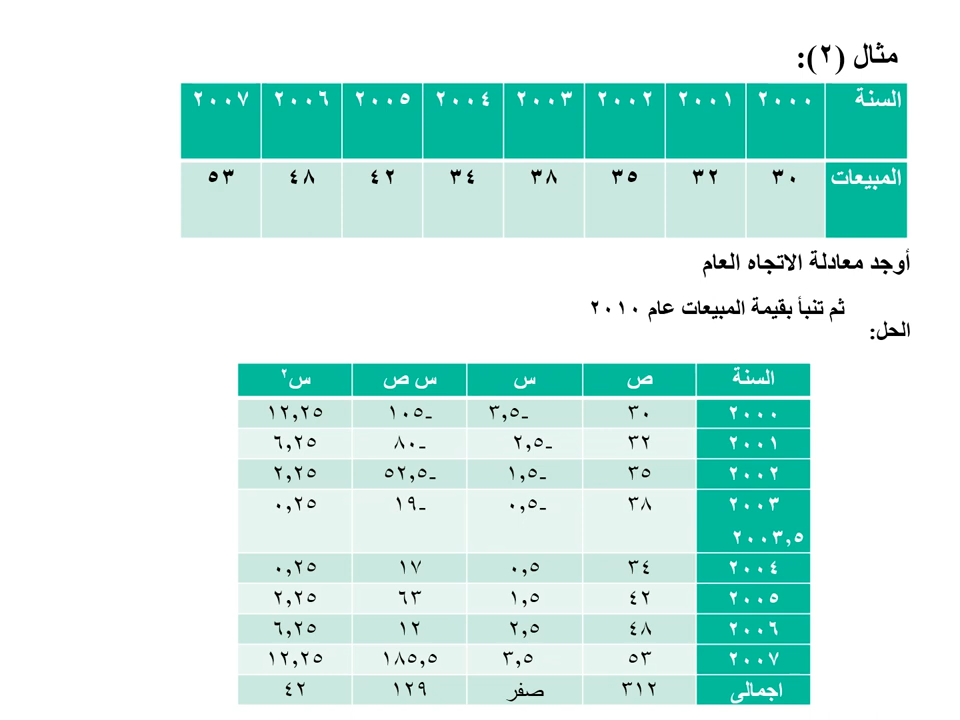 مثال (٢):
السنة ٢٠٠٠ ٢٠٠١ ٢٠٠٢ ٢٠٠٣ ٢٠٠٤ ٢٠٠٥ ٢٠٠٦ ٢٠٠٧
المبيعات ٣٠ ٣٢ ٣٥ ٣٨ ٣٤ ٤٢ ٤٨ ٥٣
أوجد معادلة الاتجاه العام
ثم تنبأ بقيمة المبيعات عام ٢٠١٠
الحل:
السنة ص س س ص س٢
٢٠٠٠ ٣٠ -٣,٥ -١٠٥ ١٢,٢٥
٢٠٠١ ٣٢ -٢,٥ -٨٠ ٦,٢٥
٢٠٠٢ ٣٥ -١,٥ -٥٢,٥ ٢,٢٥
٢٠٠٣ ٣٨ -٠,٥ -١٩ ٠,٢٥
٢٠٠٣,٥
٢٠٠٤ ٣٤ ٠,٥ ١٧ ٠,٢٥
٢٠٠٥ ٤٢ ١,٥ ٦٣ ٢,٢٥
٢٠٠٦ ٤٨ ٢,٥ ١٢ ٦,٢٥
٢٠٠٧ ٥٣ ٣,٥ ١٨٥,٥ ١٢,٢٥
اجمالى ٣١٢ صفر ١٢٩ ٤٢